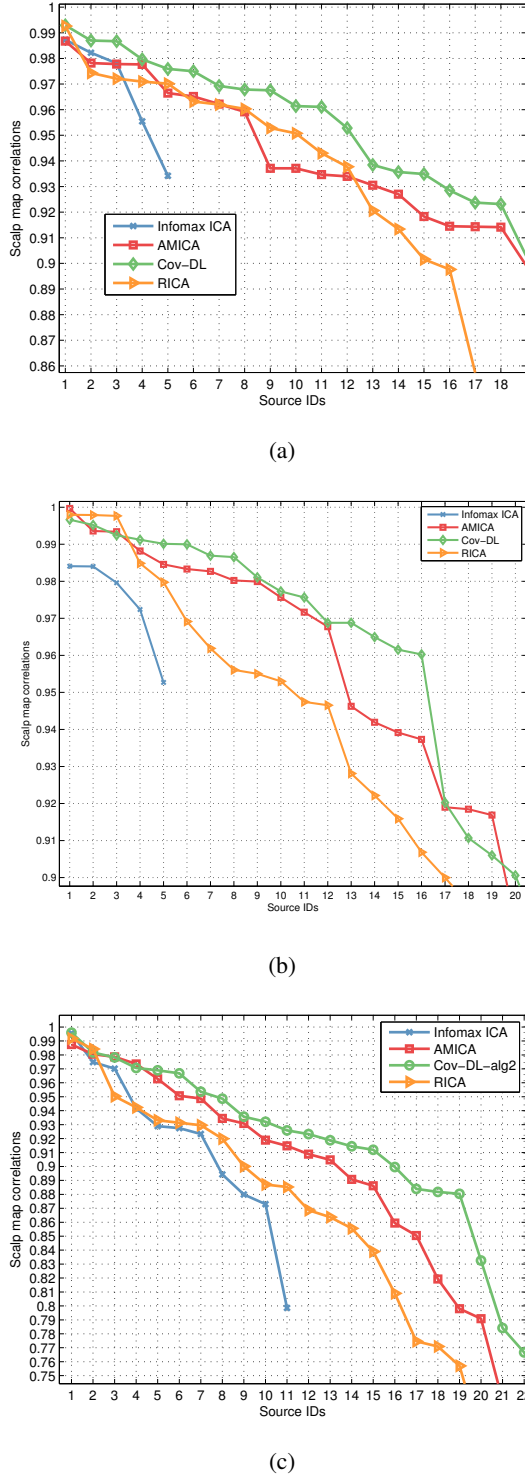 1
0.99
0.98
0.97
0.96
0.95
0.94
0.93
0.92
0.91
0.9
0.89
0.88
0.87
0.86
Scalp map correlations
Infomax ICA
AMICA
Cov−DL
RICA
1 2 3 4 5 6 7 8 9 10 11 12 13 14 15 16 17 18
Source IDs
(a)
1
0.99
0.98
0.97
0.96
0.95
0.94
0.93
0.92
0.91
0.9
Scalp map correlations
Infomax ICA
AMICA
Cov−DL
RICA
1 2 3 4 5 6 7 8 9 10 11 12 13 14 15 16 17 18 19 20
Source IDs
(b)
1
0.99
0.98
0.97
0.96
0.95
0.94
0.93
0.92
0.91
0.9
0.89
0.88
0.87
0.86
0.85
0.84
0.83
0.82
0.81
0.8
0.79
0.78
0.77
0.76
0.75
Scalp map correlations
Infomax ICA
AMICA
Cov−DL−alg2
RICA
1 2 3 4 5 6 7 8 9 10 11 12 13 14 15 16 17 18 19 20 21
Source IDs
(c)